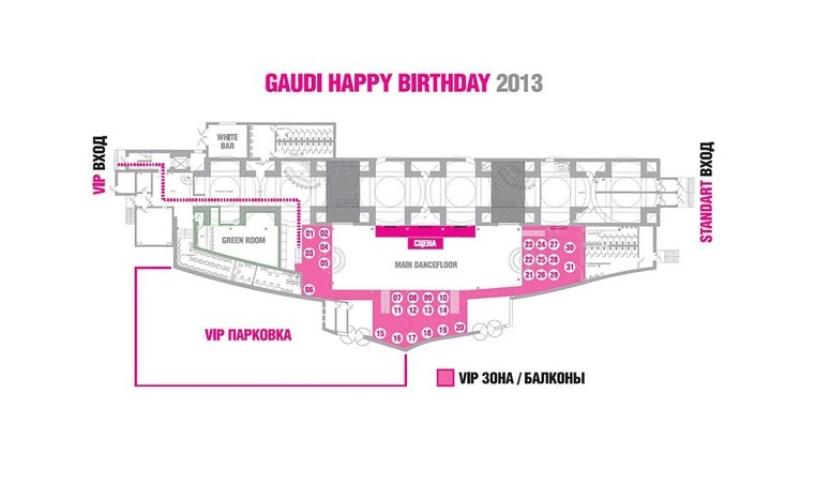 GAUDI HAPPY BIRTHDAY 2013
VIP ВХОД
STANDART ВХОД
WHITE
BAR
GREEN ROOM
СЦЕНА
MAIN DANCEFLOOR
01 02
03 04
05
06
07 08 09 10
11 12 13 14
15 16 17 18 19 20
23 24 27 30
22 25 28
21 26 29 31
VIP ПАРКОВКА
VIP ЗОНА / БАЛКОНЫ